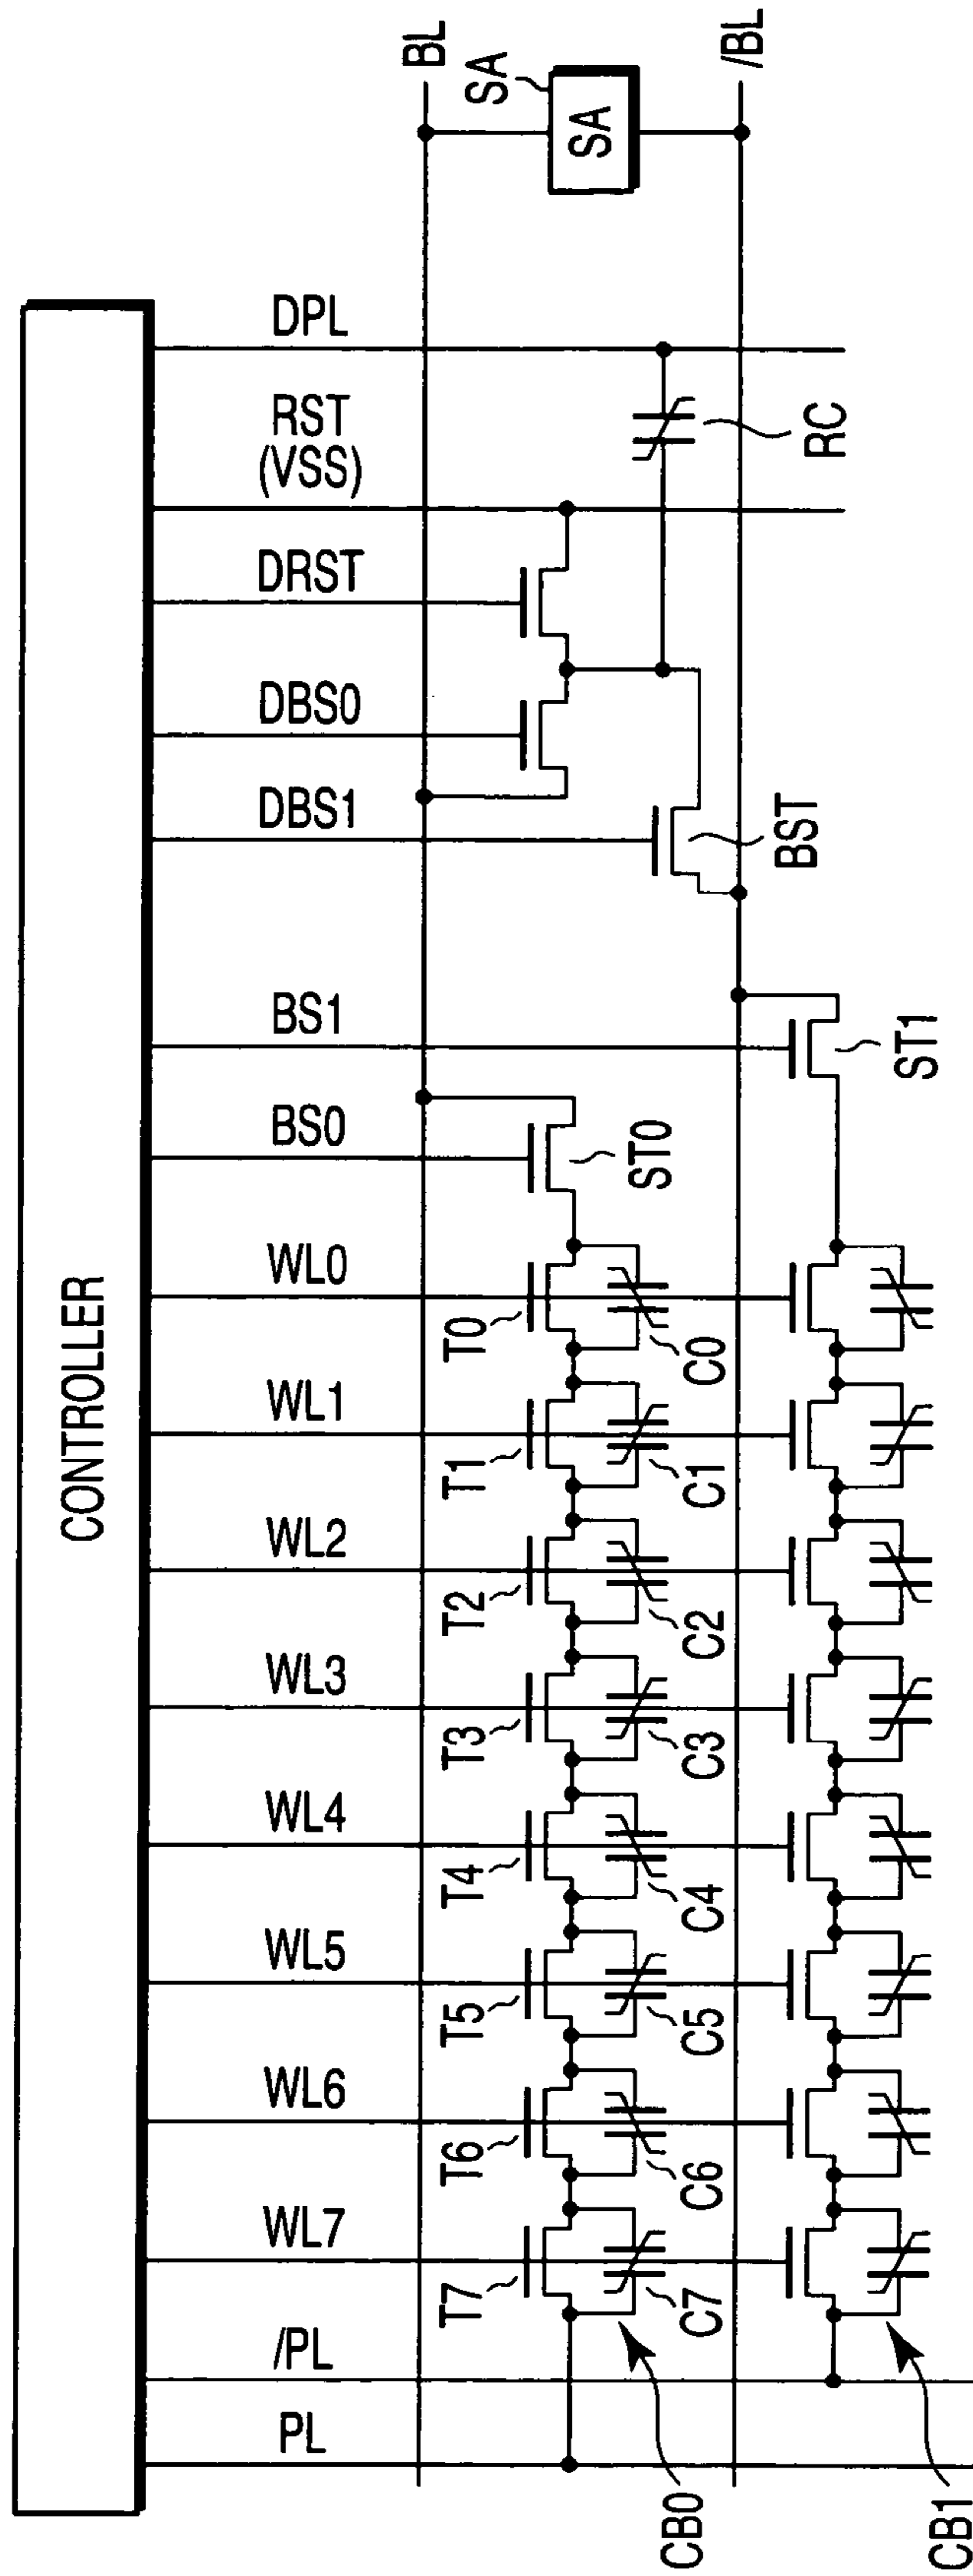 CONTROLLER
PL
/PL
WL7
WL6
WL5
WL4
WL3
WL2
WL1
WL0
BS0
BS1
DBS1
DBS0
DRST
RST
(VSS)
DPL
BL
SA
SA
/BL
T7
T6
T5
T4
T3
T2
T1
T0
C7
C6
C5
C4
C3
C2
C1
C0
ST0
ST1
BST
RC
CB0
CB1